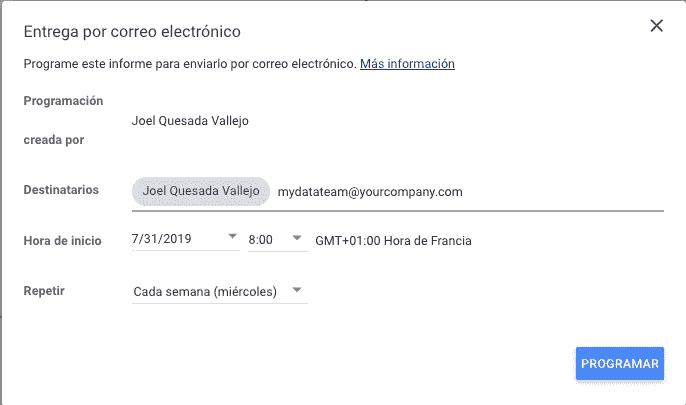 Entrega por correo electrónico
Programe este informe para enviarlo por correo electrónico. Más información
Programación
creada por
Joel Quesada Vallejo
Destinatarios Joel Quesada Vallejo mydatateam@yourcompany.com
Hora de inicio 7/31/2019 8:00 GMT+01:00 Hora de Francia
Repetir Cada semana (miércoles)
PROGRAMAR